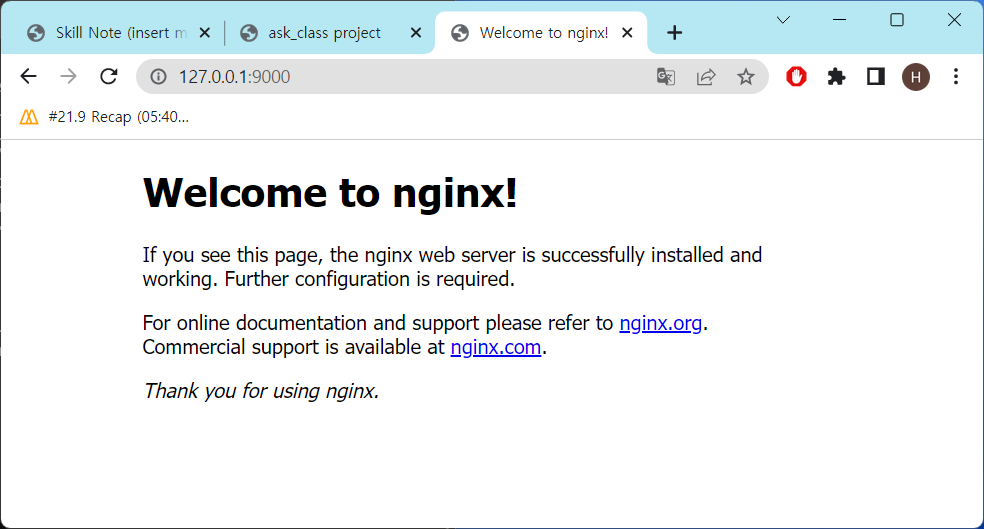 Skill Note (insert m
ask_class project
Welcome to nginx!
127.0.0.1:9000
H
#21.9 Recap (05:40...
Welcome to nginx!
If you see this page, the nginx web server is successfully installed and
working. Further configuration is required.
For online documentation and support please refer to nginx.org.
Commercial support is available at nginx.com.
Thank you for using nginx.